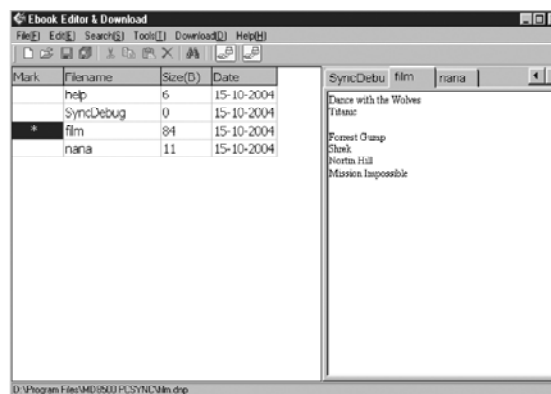 Ebook Editor & Download
File(F) Edit(E) Search(S) Tools(T) Download(D) Help(H)
Mark Filename Size(B) Date
help 6 15-10-2004
SyncDebug 0 15-10-2004
* film 84 15-10-2004
nana 11 15-10-2004
SyncDebu film nana
Dance with the Wolves
Titanic
Forrest Gump
Shrek
Nortin Hill
Mission Impossible
D:\Program Files\MD8500 PCSYNC\film.dnp